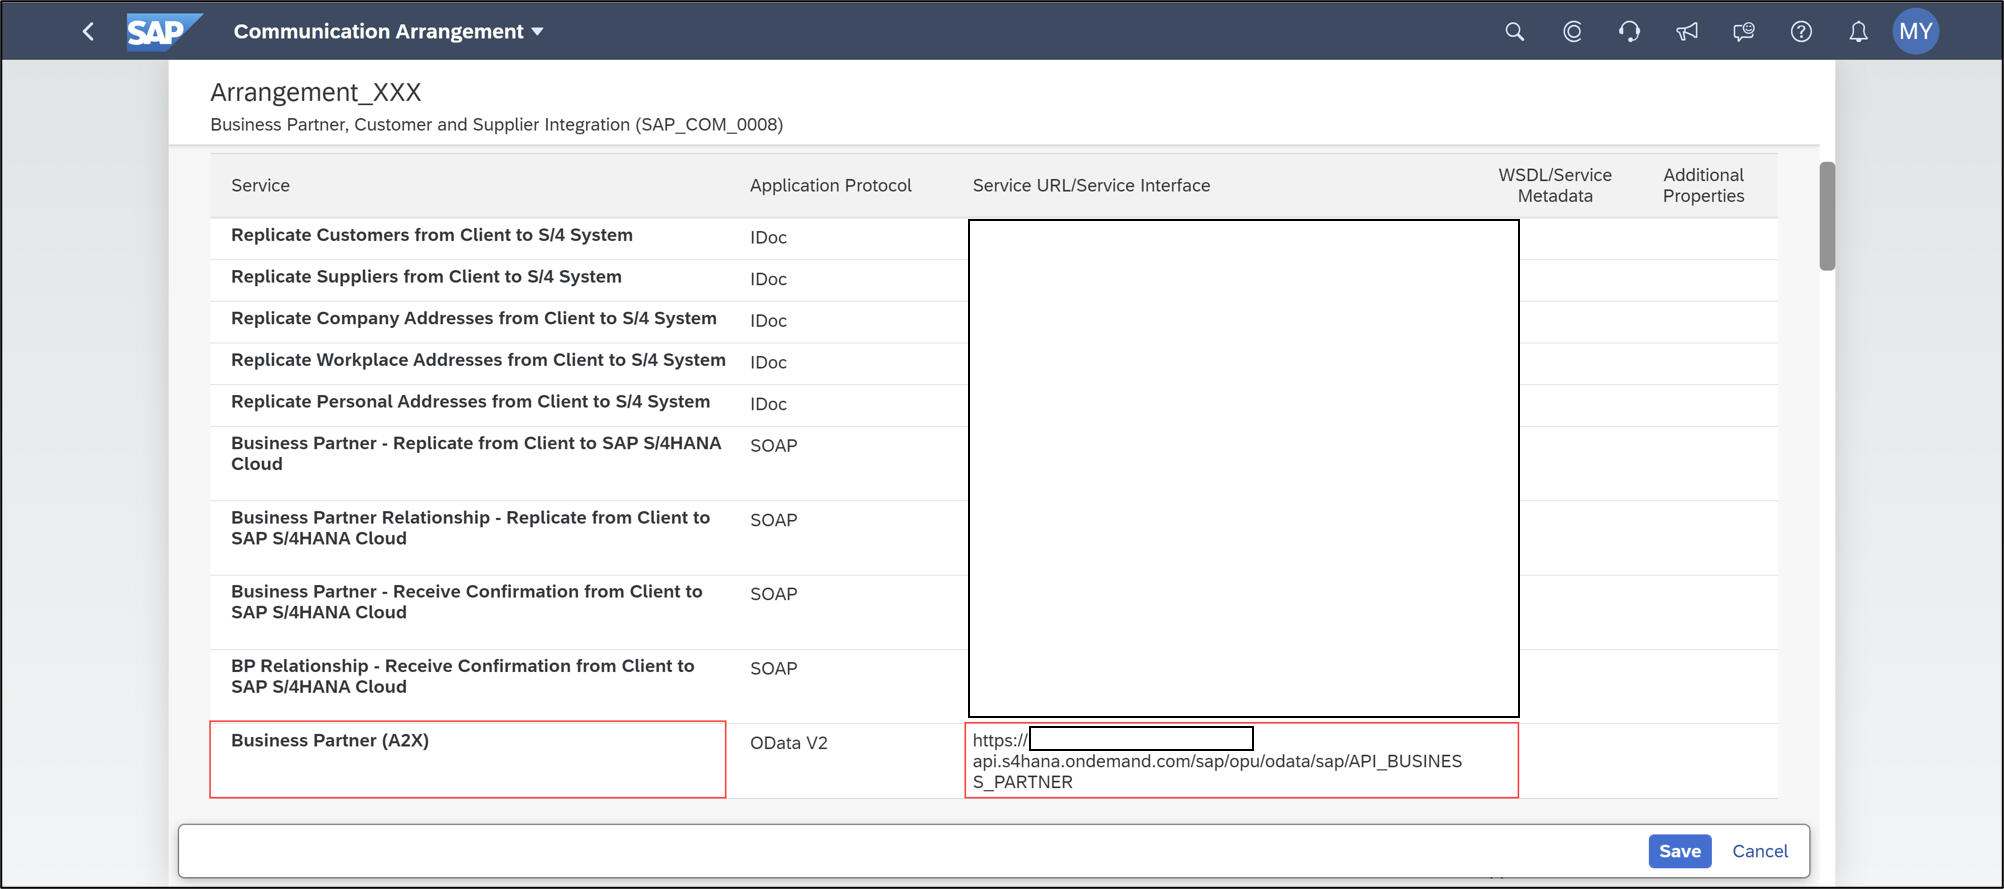 SAP Communication Arrangement
MY
Arrangement_XXX
Business Partner, Customer and Supplier Integration (SAP_COM_0008)
Service Application Protocol Service URL/Service Interface WSDL/Service Additional
Metadata Properties
Replicate Customers from Client to S/4 System IDoc
Replicate Suppliers from Client to S/4 System IDoc
Replicate Company Addresses from Client to S/4 System IDoc
Replicate Workplace Addresses from Client to S/4 System IDoc
Replicate Personal Addresses from Client to S/4 System IDoc
Business Partner - Replicate from Client to SAP S/4HANA SOAP
Cloud
Business Partner Relationship - Replicate from Client to SOAP
SAP S/4HANA Cloud
Business Partner - Receive Confirmation from Client to SOAP
SAP S/4HANA Cloud
BP Relationship - Receive Confirmation from Client to SOAP
SAP S/4HANA Cloud
Business Partner (A2X) OData V2 https://
api.s4hana.ondemand.com/sap/opu/odata/sap/API_BUSINES
S_PARTNER
Save Cancel